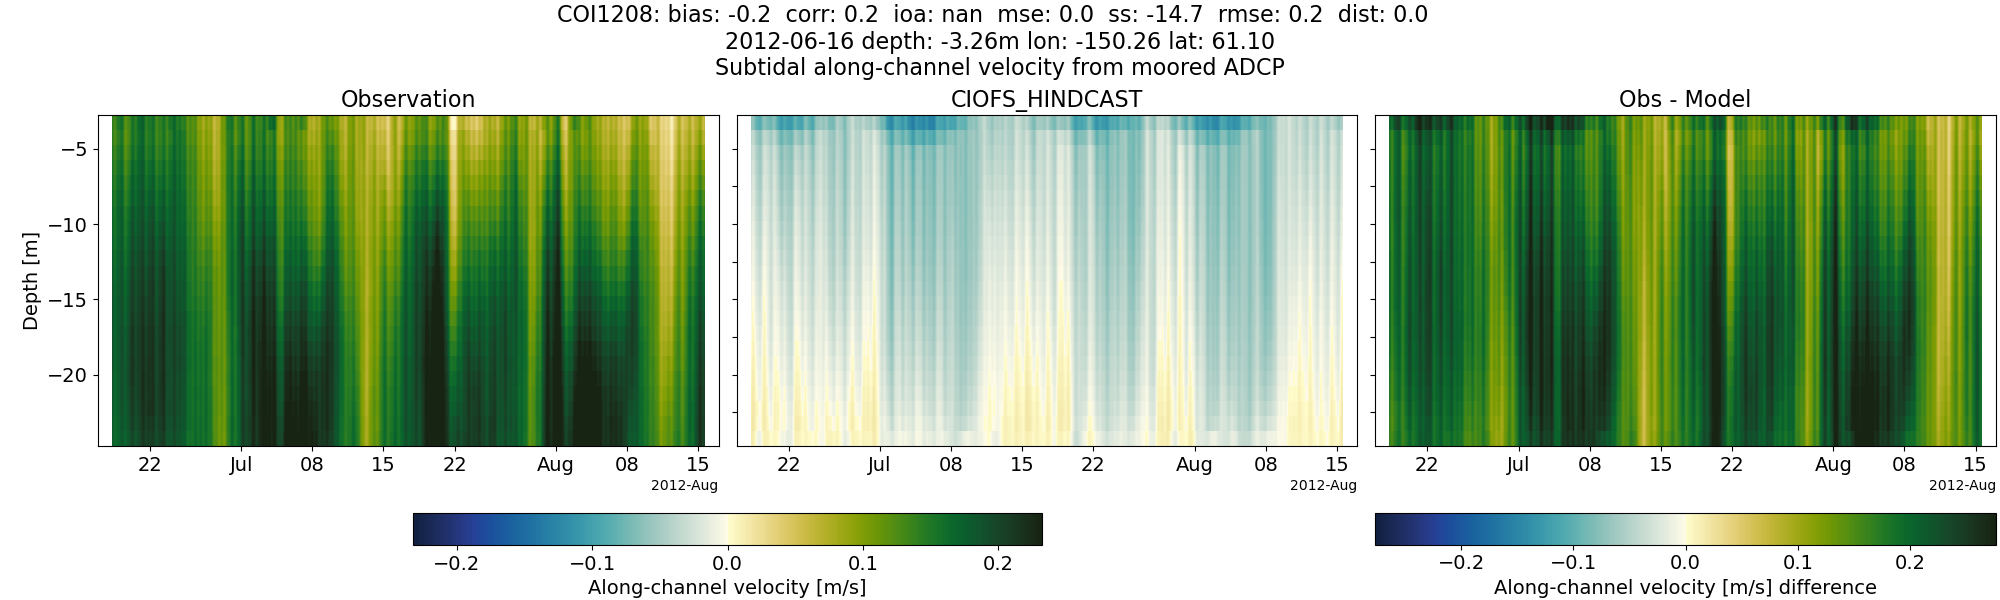 COI1208: bias: -0.2  corr: 0.2  ioa: nan  mse: 0.0  ss: -14.7  rmse: 0.2  dist: 0.0
2012-06-16 depth: -3.26m lon: -150.26 lat: 61.10
Subtidal along-channel velocity from moored ADCP
Observation
CIOFS_HINDCAST
Obs - Model
Depth [m]
−5
−10
−15
−20
22 Jul 08 15 22 Aug 08 15
2012-Aug
22 Jul 08 15 22 Aug 08 15
2012-Aug
22 Jul 08 15 22 Aug 08 15
2012-Aug
−0.2 −0.1 0.0 0.1 0.2
Along-channel velocity [m/s]
−0.2 −0.1 0.0 0.1 0.2
Along-channel velocity [m/s] difference